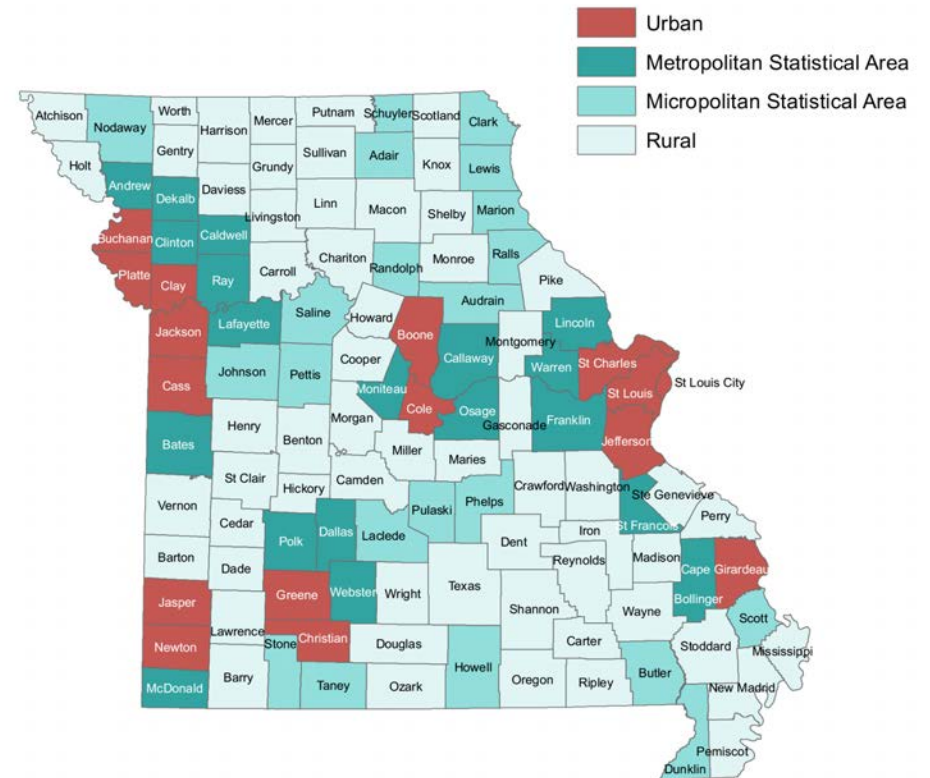 Urban
Metropolitan Statistical Area
Micropolitan Statistical Area
Rural
Atchison
Nodaway
Worth
Gentry
Harrison
Mercer
Putnam
Schuyler
Scotland
Clark
Holt
Andrew
Dekalb
Daviess
Grundy
Sullivan
Adair
Knox
Lewis
Buchanan
Clinton
Caldwell
Livingston
Linn
Macon
Shelby
Marion
Platte
Clay
Ray
Carroll
Chariton
Randolph
Monroe
Ralls
Pike
Jackson
Lafayette
Saline
Howard
Boone
Audrain
Callaway
Montgomery
Lincoln
Warren
St Charles
St Louis
St Louis City
Cass
Johnson
Pettis
Cooper
Moniteau
Cole
Osage
Gasconade
Franklin
Jefferson
Bates
Henry
Benton
Morgan
Miller
Maries
Crawford
Washington
Ste Genevieve
St Francois
Perry
Vernon
St Clair
Hickory
Camden
Pulaski
Phelps
Dent
Iron
Madison
Cape
Girardeau
Bollinger
Cedar
Polk
Dallas
Laclede
Barton
Dade
Greene
Webster
Wright
Texas
Reynolds
Shannon
Wayne
Scott
Jasper
Lawrence
Christian
Douglas
Carter
Stoddard
Mississippi
Newton
Stone
Barry
Taney
Ozark
Howell
Oregon
Ripley
Butler
New Madrid
McDonald
Pemiscot
Dunklin